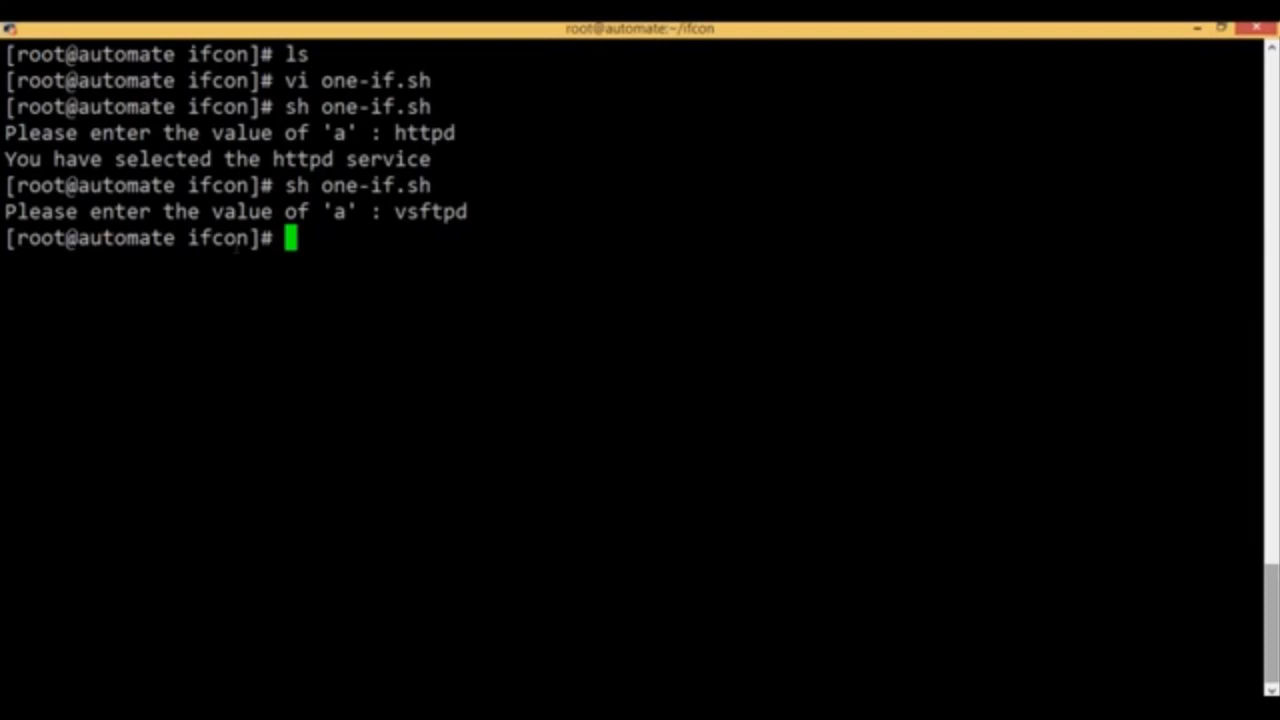 root@automate:~/ifcon
[root@automate ifcon]# ls
[root@automate ifcon]# vi one-if.sh
[root@automate ifcon]# sh one-if.sh
Please enter the value of 'a' : httpd
You have selected the httpd service
[root@automate ifcon]# sh one-if.sh
Please enter the value of 'a' : vsftpd
[root@automate ifcon]#